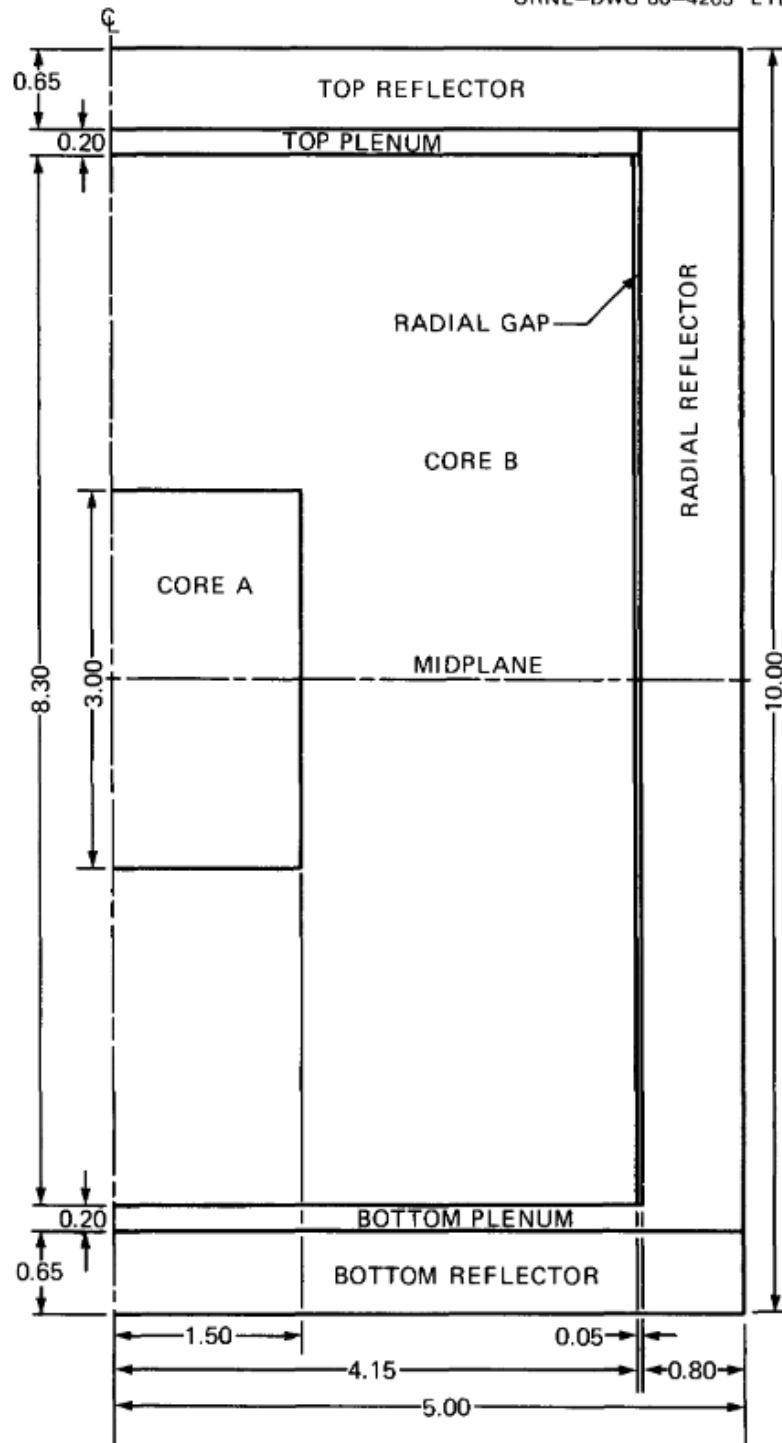 ℄
0.65
TOP REFLECTOR
0.20
TOP PLENUM
RADIAL GAP
RADIAL REFLECTOR
CORE B
CORE A
MIDPLANE
8.30
3.00
10.00
0.20
BOTTOM PLENUM
0.65
BOTTOM REFLECTOR
1.50
0.05
4.15
0.80
5.00